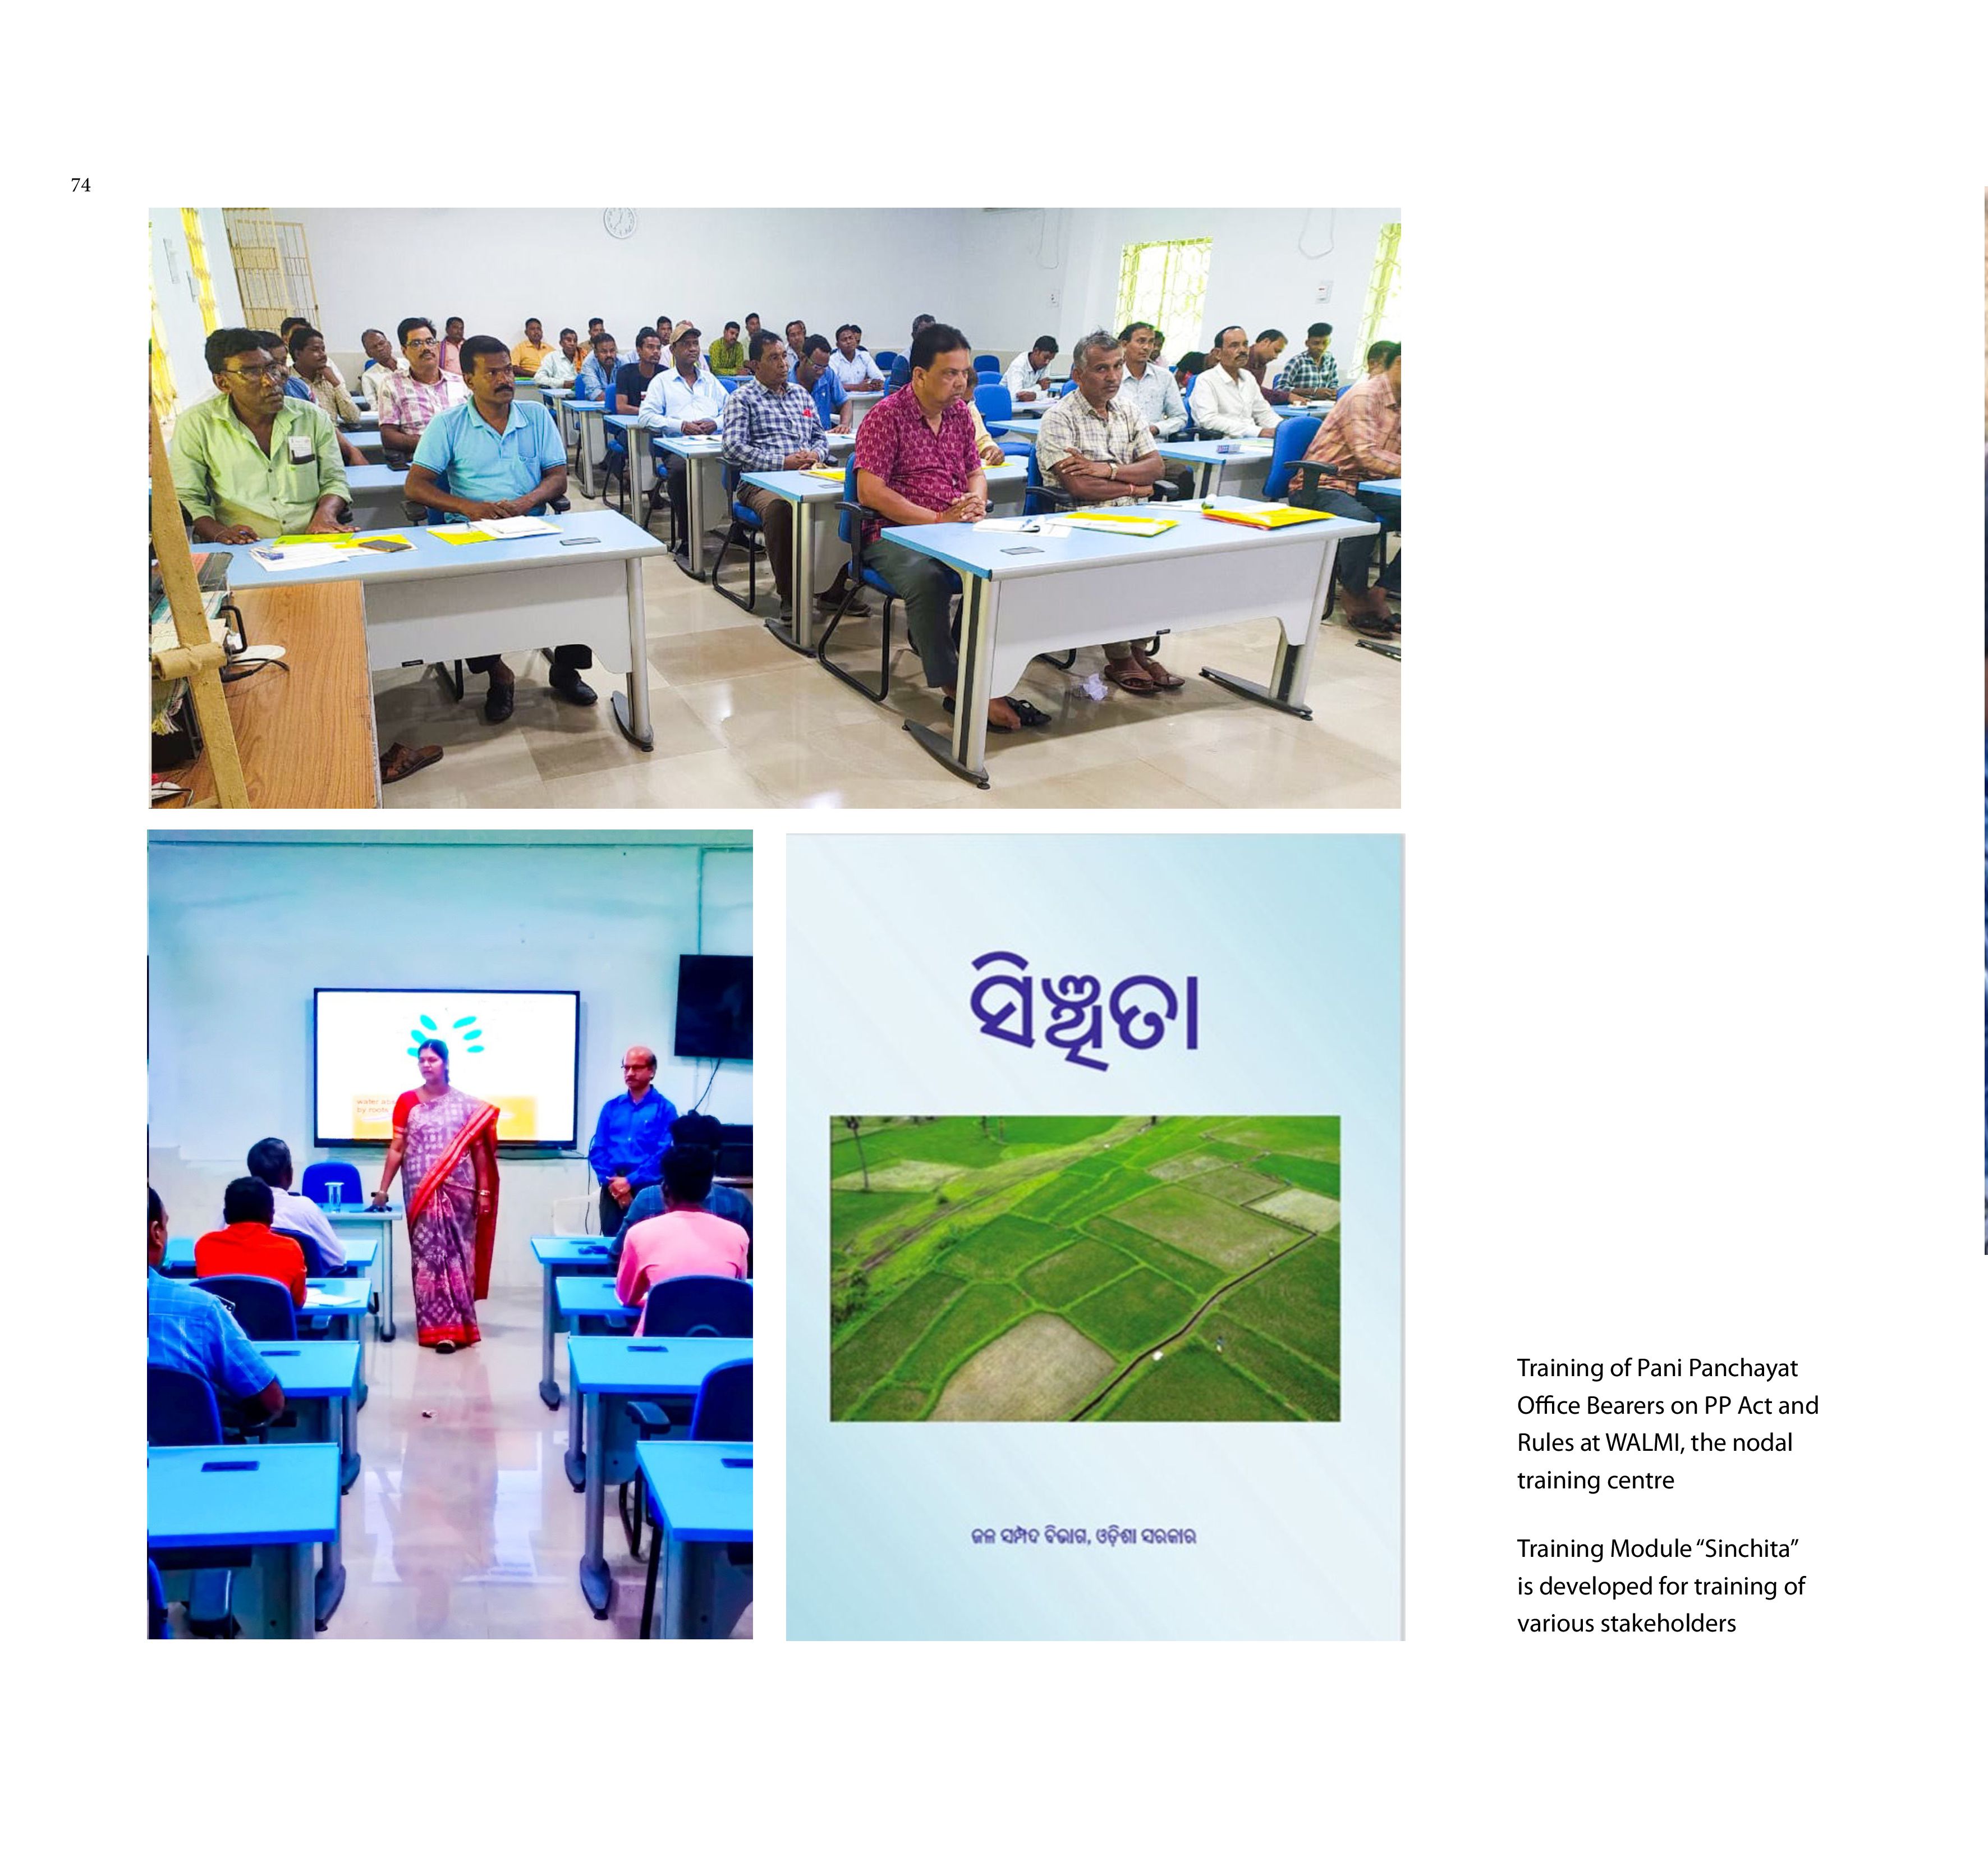 74
water
by roots
ସିଞ୍ଚିତା
ଜଳ ସମ୍ପଦ ବିଭାଗ, ଓଡ଼ିଶା ସରକାର
Training of Pani Panchayat
Office Bearers on PP Act and
Rules at WALMI, the nodal
training centre
Training Module “Sinchita”
is developed for training of
various stakeholders